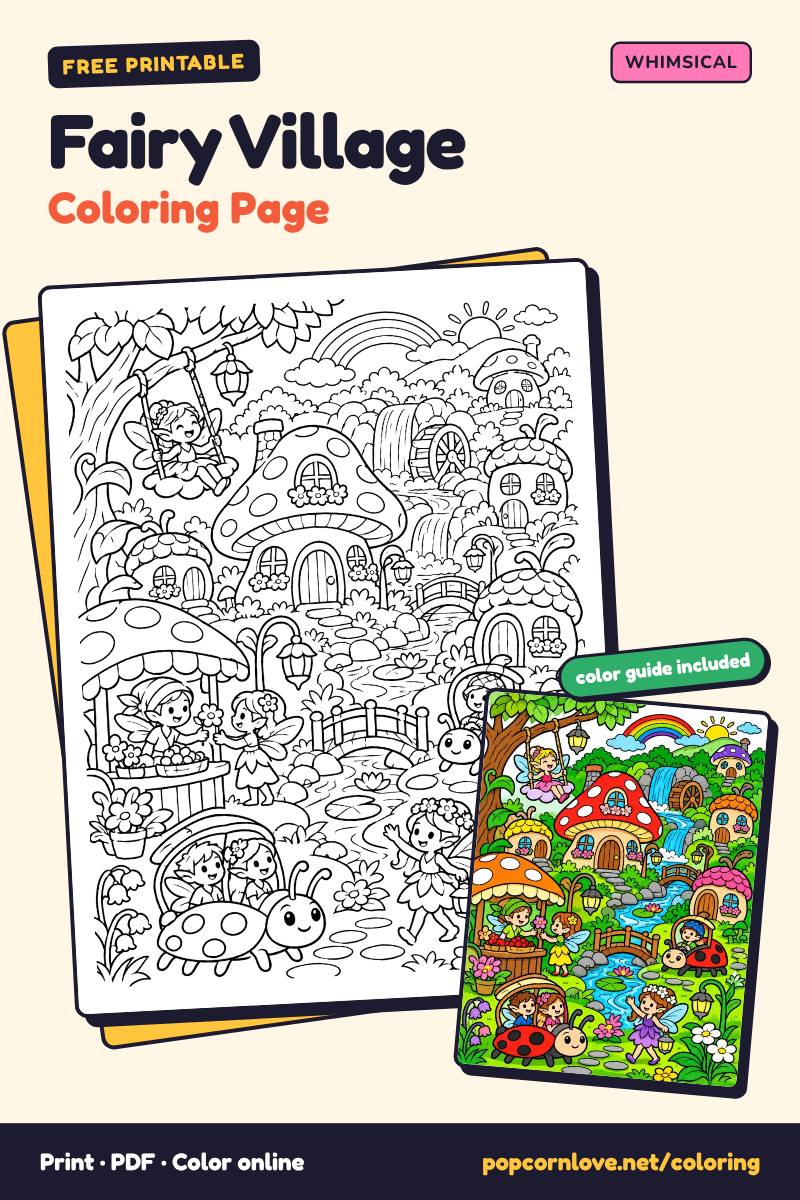 FREE PRINTABLE
WHIMSICAL
Fairy Village
Coloring Page
color guide included
Print · PDF · Color online
popcornlove.net/coloring